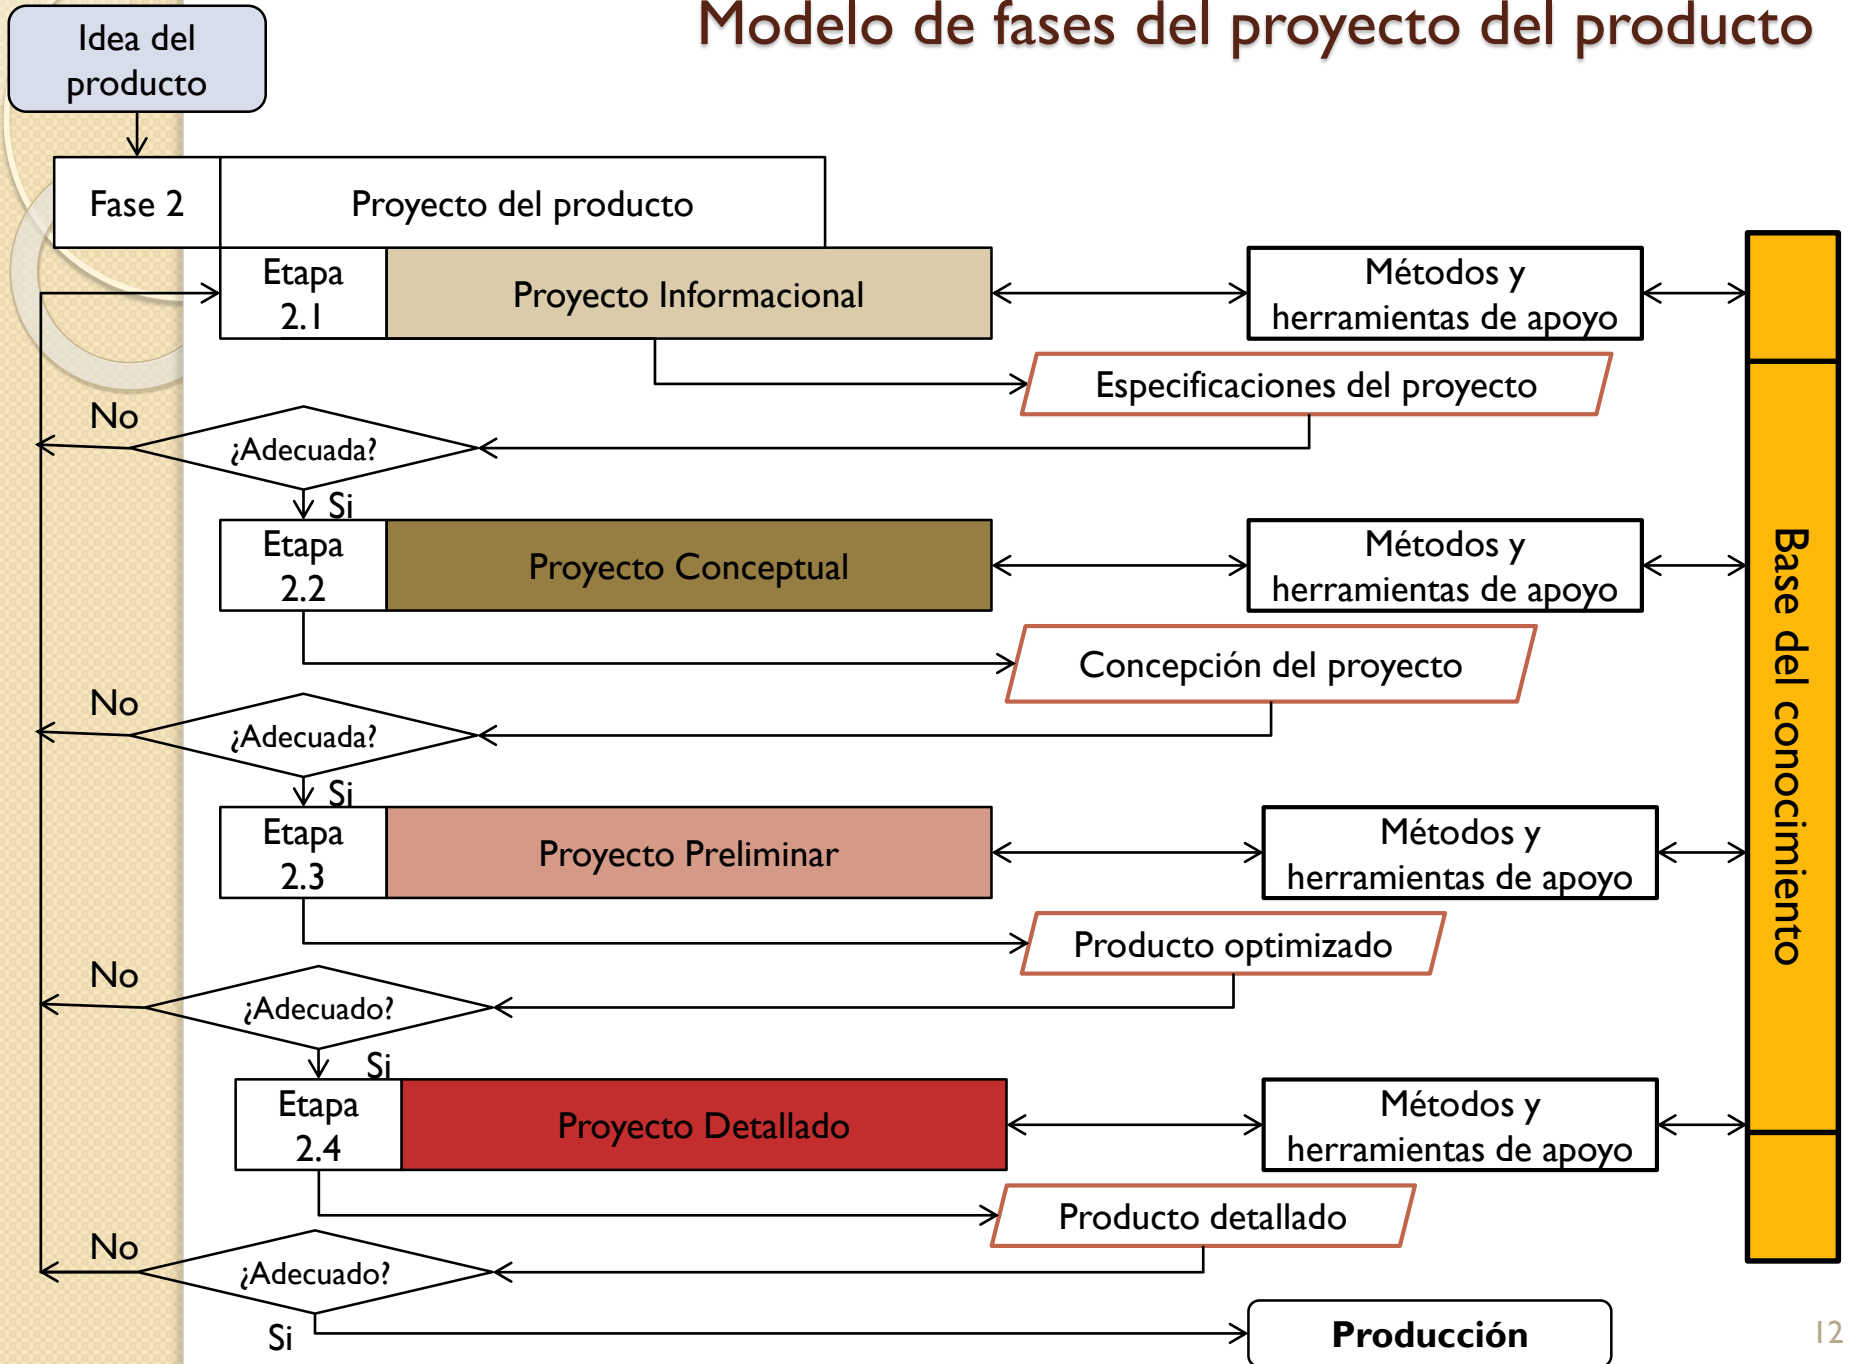 Modelo de fases del proyecto del producto
Idea del
producto
Fase 2
Proyecto del producto
Etapa
2.1
Proyecto Informacional
Métodos y
herramientas de apoyo
Especificaciones del proyecto
No
¿Adecuada?
Si
Etapa
2.2
Proyecto Conceptual
Métodos y
herramientas de apoyo
Concepción del proyecto
No
¿Adecuada?
Si
Etapa
2.3
Proyecto Preliminar
Métodos y
herramientas de apoyo
Producto optimizado
No
¿Adecuado?
Si
Etapa
2.4
Proyecto Detallado
Métodos y
herramientas de apoyo
Producto detallado
No
¿Adecuado?
Si
Producción
Base del conocimiento
12